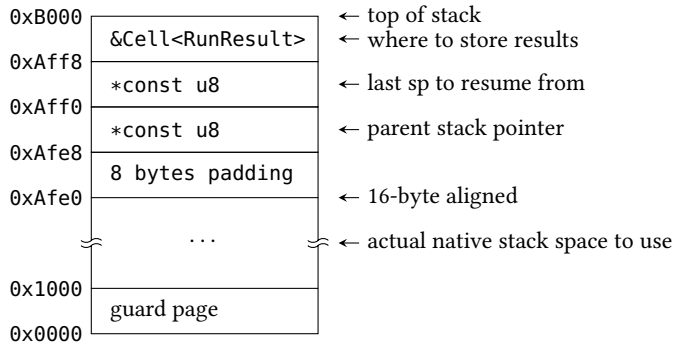 0xB000 ← top of stack
&Cell<RunResult> ← where to store results
0xAff8
*const u8 ← last sp to resume from
0xAff0
*const u8 ← parent stack pointer
0xAfe8
8 bytes padding
0xAfe0 ← 16-byte aligned
... ← actual native stack space to use
0x1000
guard page
0x0000